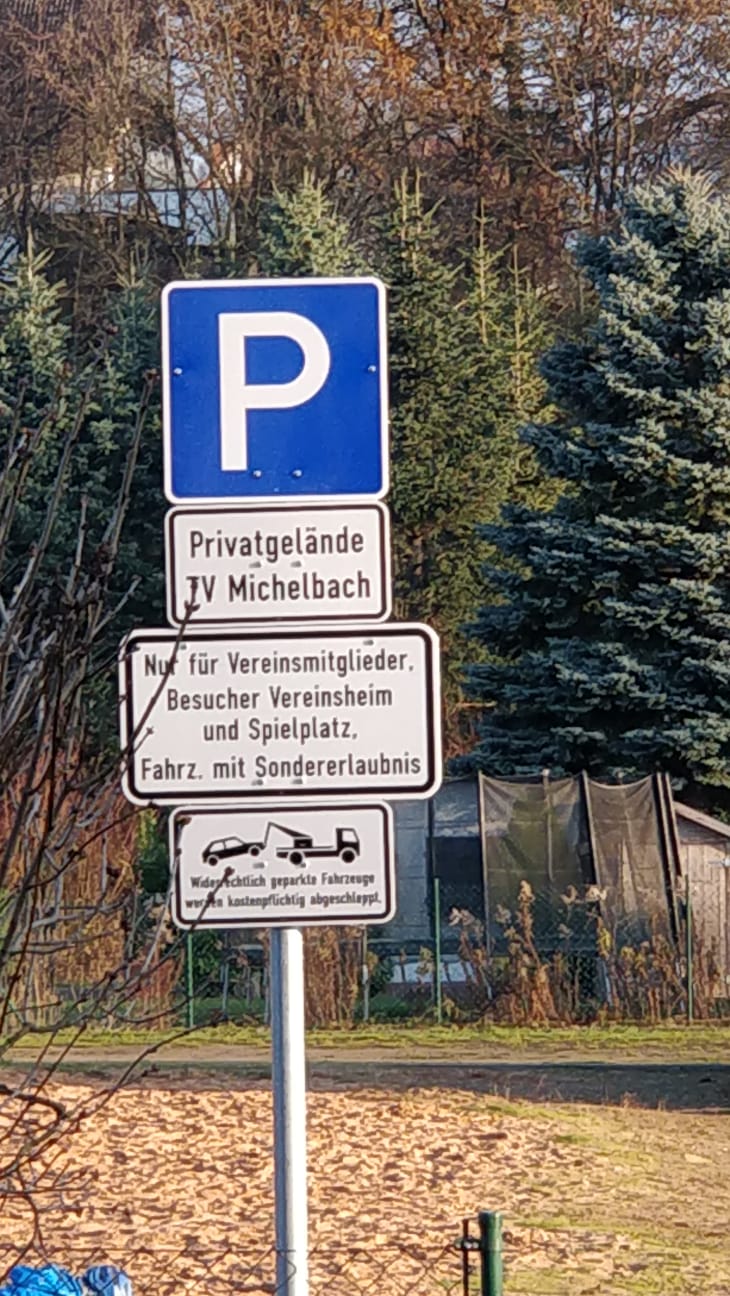 P
Privatgelände
TV Michelbach
Nur für Vereinsmitglieder,
Besucher Vereinsheim
und Spielplatz,
Fahrz. mit Sondererlaubnis
Widerrechtlich geparkte Fahrzeuge
werden kostenpflichtig abgeschleppt.